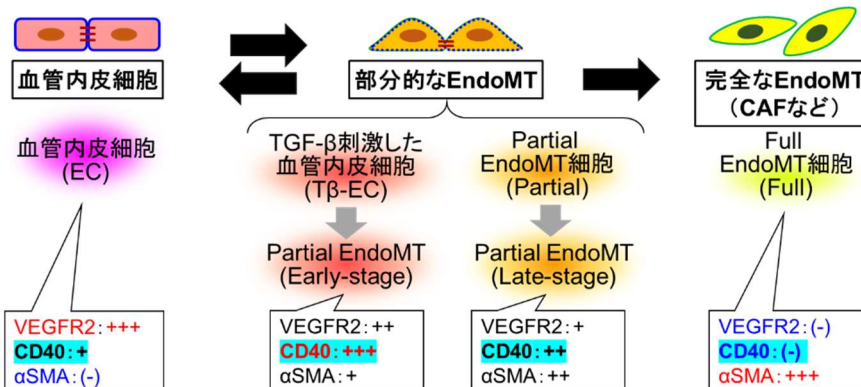 血管内皮細胞
部分的なEndoMT
完全なEndoMT
（CAFなど）
血管内皮細胞
(EC)
TGF-β刺激した
血管内皮細胞
(Tβ-EC)
Partial
EndoMT細胞
(Partial)
Full
EndoMT細胞
(Full)
Partial EndoMT
(Early-stage)
Partial EndoMT
(Late-stage)
VEGFR2：+++
CD40：+
αSMA：(-)
VEGFR2：++
CD40：+++
αSMA：+
VEGFR2：+
CD40：++
αSMA：++
VEGFR2：(-)
CD40：(-)
αSMA：+++